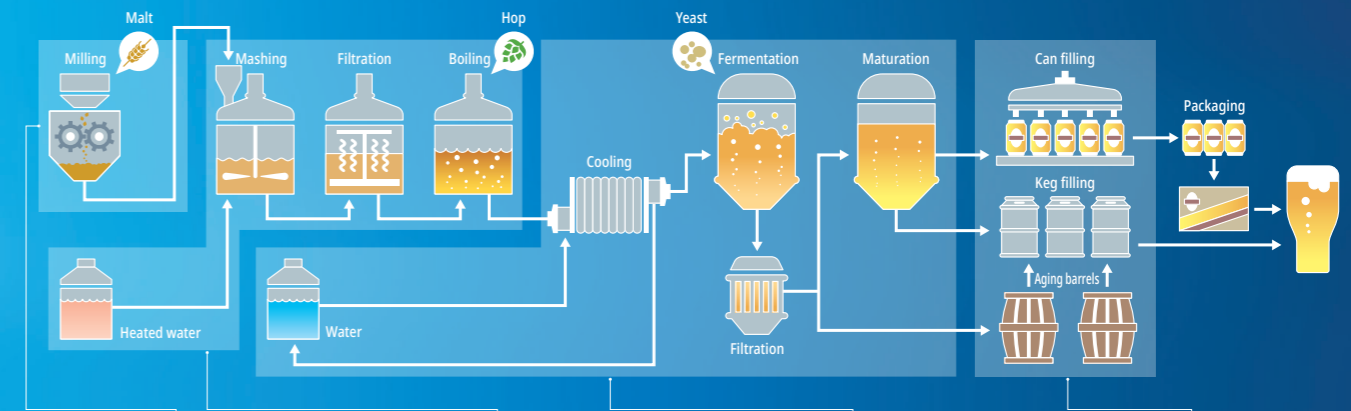 Malt
Milling
Mashing
Filtration
Hop
Boiling
Heated water
Cooling
Water
Yeast
Fermentation
Filtration
Maturation
Can filling
Keg filling
Aging barrels
Packaging